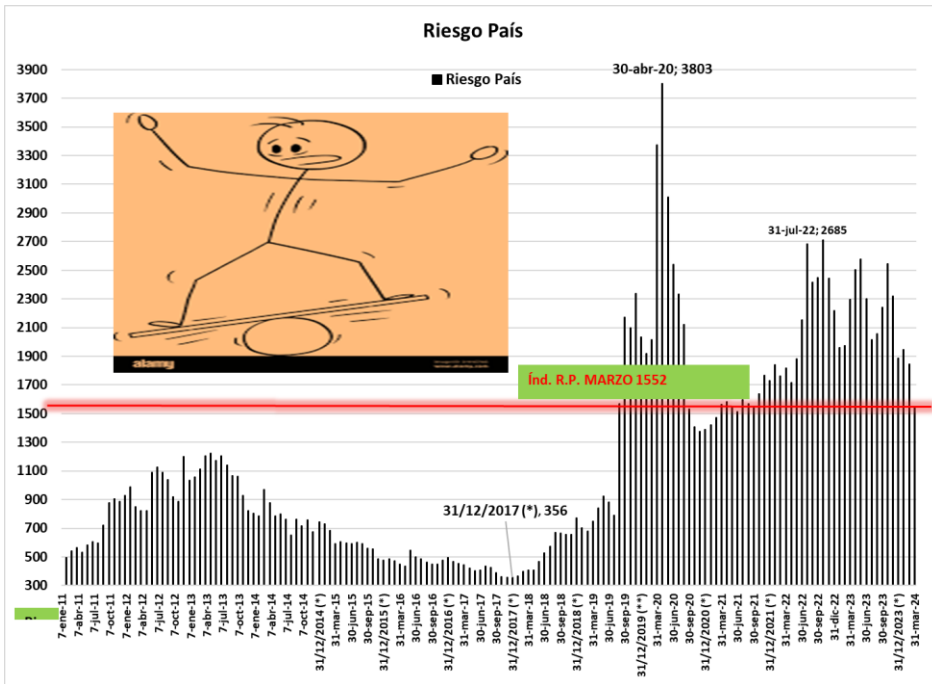 Riesgo País
3900
3700
3500
3300
3100
2900
2700
2500
2300
2100
1900
1700
1500
1300
1100
900
700
500
300
Riesgo País
30-abr-20; 3803
31-jul-22; 2685
alamy
www.alamy.com
Índ. R.P. MARZO 1552
31/12/2017 (*), 356
7-ene-11
7-abr-11
7-jul-11
7-oct-11
7-ene-12
7-abr-12
7-jul-12
7-oct-12
7-ene-13
7-abr-13
7-jul-13
7-oct-13
7-ene-14
7-abr-14
7-jul-14
7-oct-14
31/12/2014 (*)
31-mar-15
30-jun-15
30-sep-15
31/12/2015 (*)
31-mar-16
30-jun-16
30-sep-16
31/12/2016 (*)
31-mar-17
30-jun-17
30-sep-17
31/12/2017 (*)
31-mar-18
30-jun-18
30-sep-18
31/12/2018 (*)
31-mar-19
30-jun-19
31/12/2019 (**)
31-mar-20
30-jun-20
31/12/2020 (*)
31-mar-21
30-jun-21
30-sep-21
31/12/2021 (*)
31-mar-22
30-jun-22
30-sep-22
31-dic-22
31-mar-23
30-jun-23
30-sep-23
31/12/2023 (*)
31-mar-24